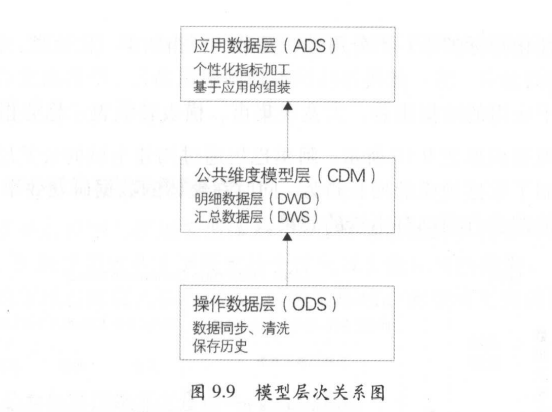 应用数据层（ADS）
个性化指标加工
基于应用的组装
公共维度模型层（CDM）
明细数据层（DWD）
汇总数据层（DWS）
操作数据层（ODS）
数据同步、清洗
保存历史
图 9.9 模型层次关系图